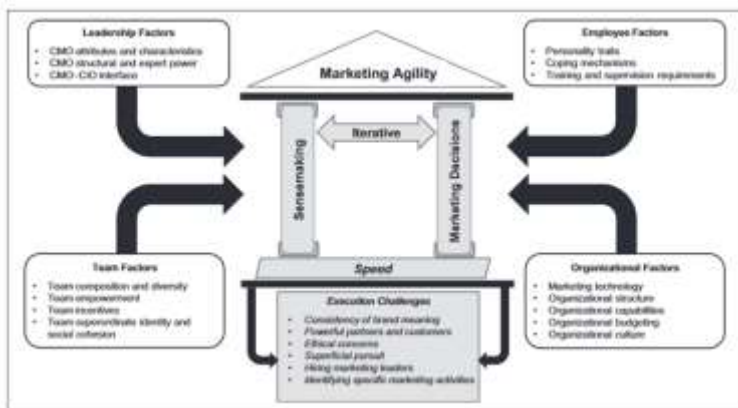 Leadership Factors
• CMO attributes and characteristics
• CMO structural and expert power
• CMO-CIO interface
Employee Factors
• Personality traits
• Coping mechanisms
• Training and supervision requirements
Marketing Agility
Iterative
Sensemaking
Marketing Decisions
Speed
Team Factors
• Team composition and diversity
• Team empowerment
• Team incentives
• Team superordinate identity and
social cohesion
Execution Challenges
• Consistency of brand meaning
• Powerful partners and customers
• Ethical concerns
• Superficial pursuit
• Hiring marketing leaders
• Identifying specific marketing activities
Organizational Factors
• Marketing technology
• Organizational structure
• Organizational capabilities
• Organizational budgeting
• Organizational culture